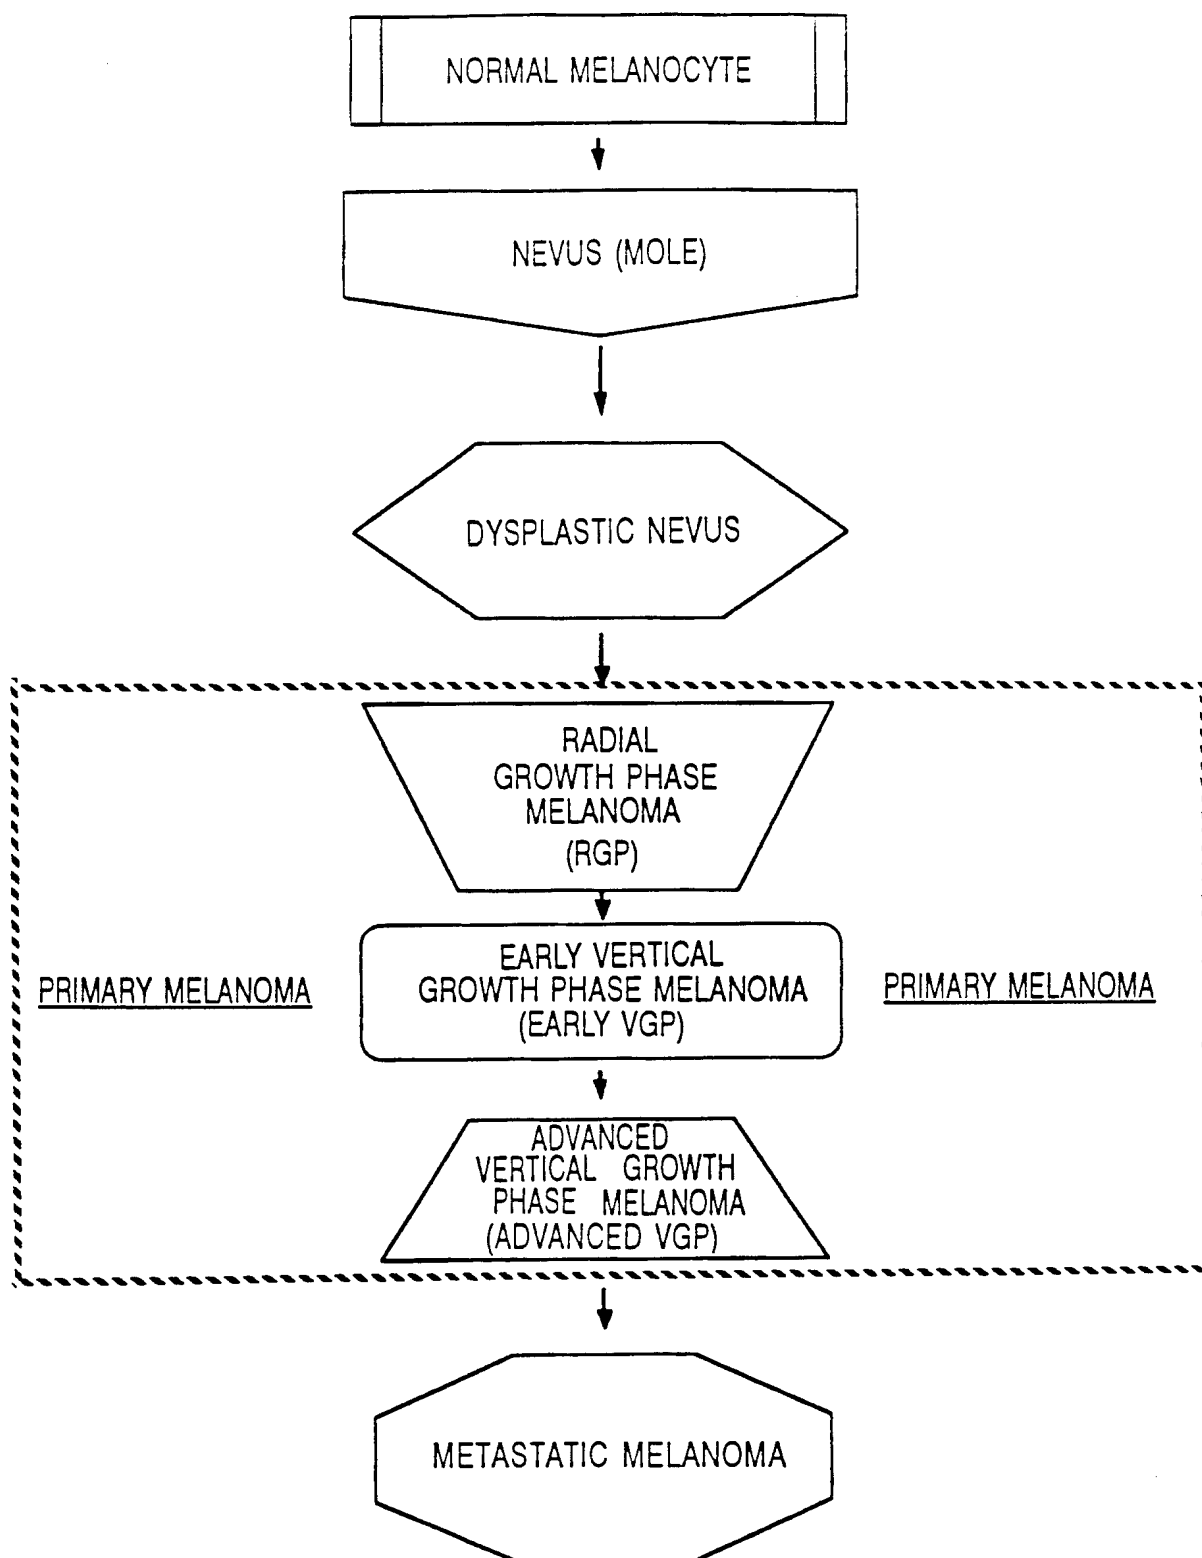 NORMAL MELANOCYTE
NEVUS (MOLE)
DYSPLASTIC NEVUS
RADIAL
GROWTH PHASE
MELANOMA
(RGP)
EARLY VERTICAL
GROWTH PHASE MELANOMA
(EARLY VGP)
PRIMARY MELANOMA
PRIMARY MELANOMA
ADVANCED
VERTICAL GROWTH
PHASE MELANOMA
(ADVANCED VGP)
METASTATIC MELANOMA